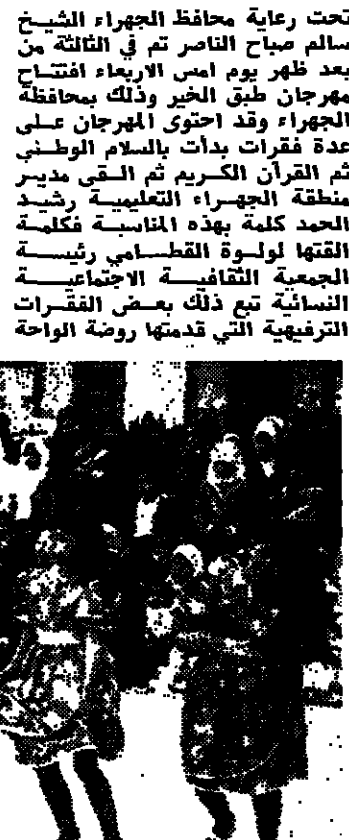 تحت رعاية محافظ الجهراء الشيخ
سالم صباح الناصر تم في الثالثة من
بعد ظهر يوم امس الاربعاء افتتاح
مهرجان طبق الخير وذلك بمحافظة
الجهراء وقد احتوى المهرجان على
عدة فقرات بدأت بالسلام الوطني
ثم القرآن الكريم ثم القى مدير
منطقة الجهراء التعليمية رشيد
الحمد كلمة بهذه المناسبة فكلمة
القتها لولوة القطامي رئيسة
الجمعية الثقافية الاجتماعية
النسائية تبع ذلك بعض الفقرات
الترفيهية التي قدمتها روضة الواحة